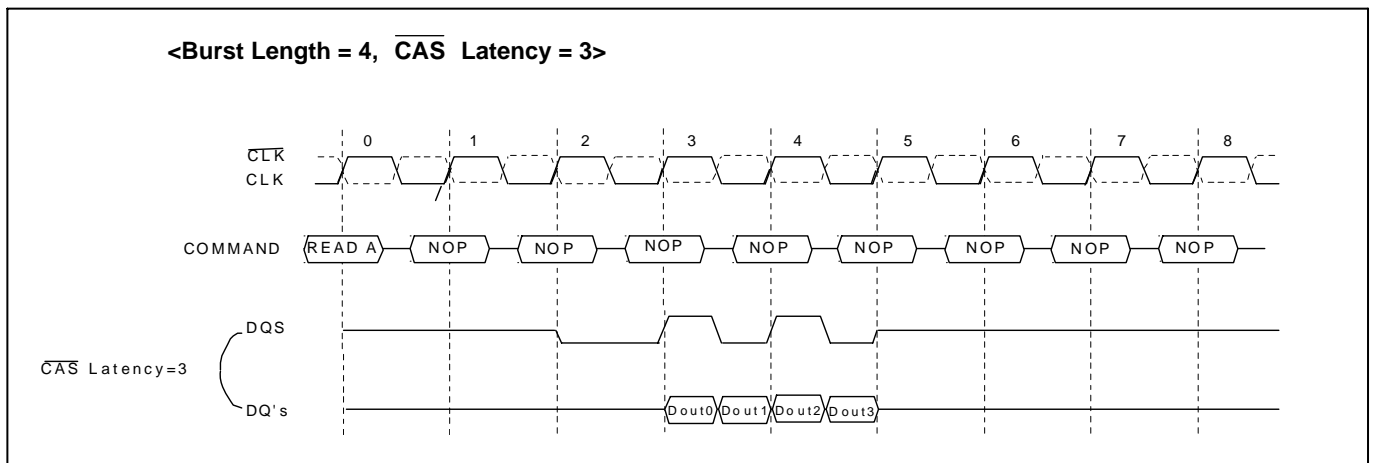 <Burst Length = 4, CAS Latency = 3>
0 1 2 3 4 5 6 7 8
CLK
CLK
COMMAND READ A NOP NOP NOP NOP NOP NOP NOP NOP
DQS
CAS Latency=3
DQ's Dout0 Dout1 Dout2 Dout3